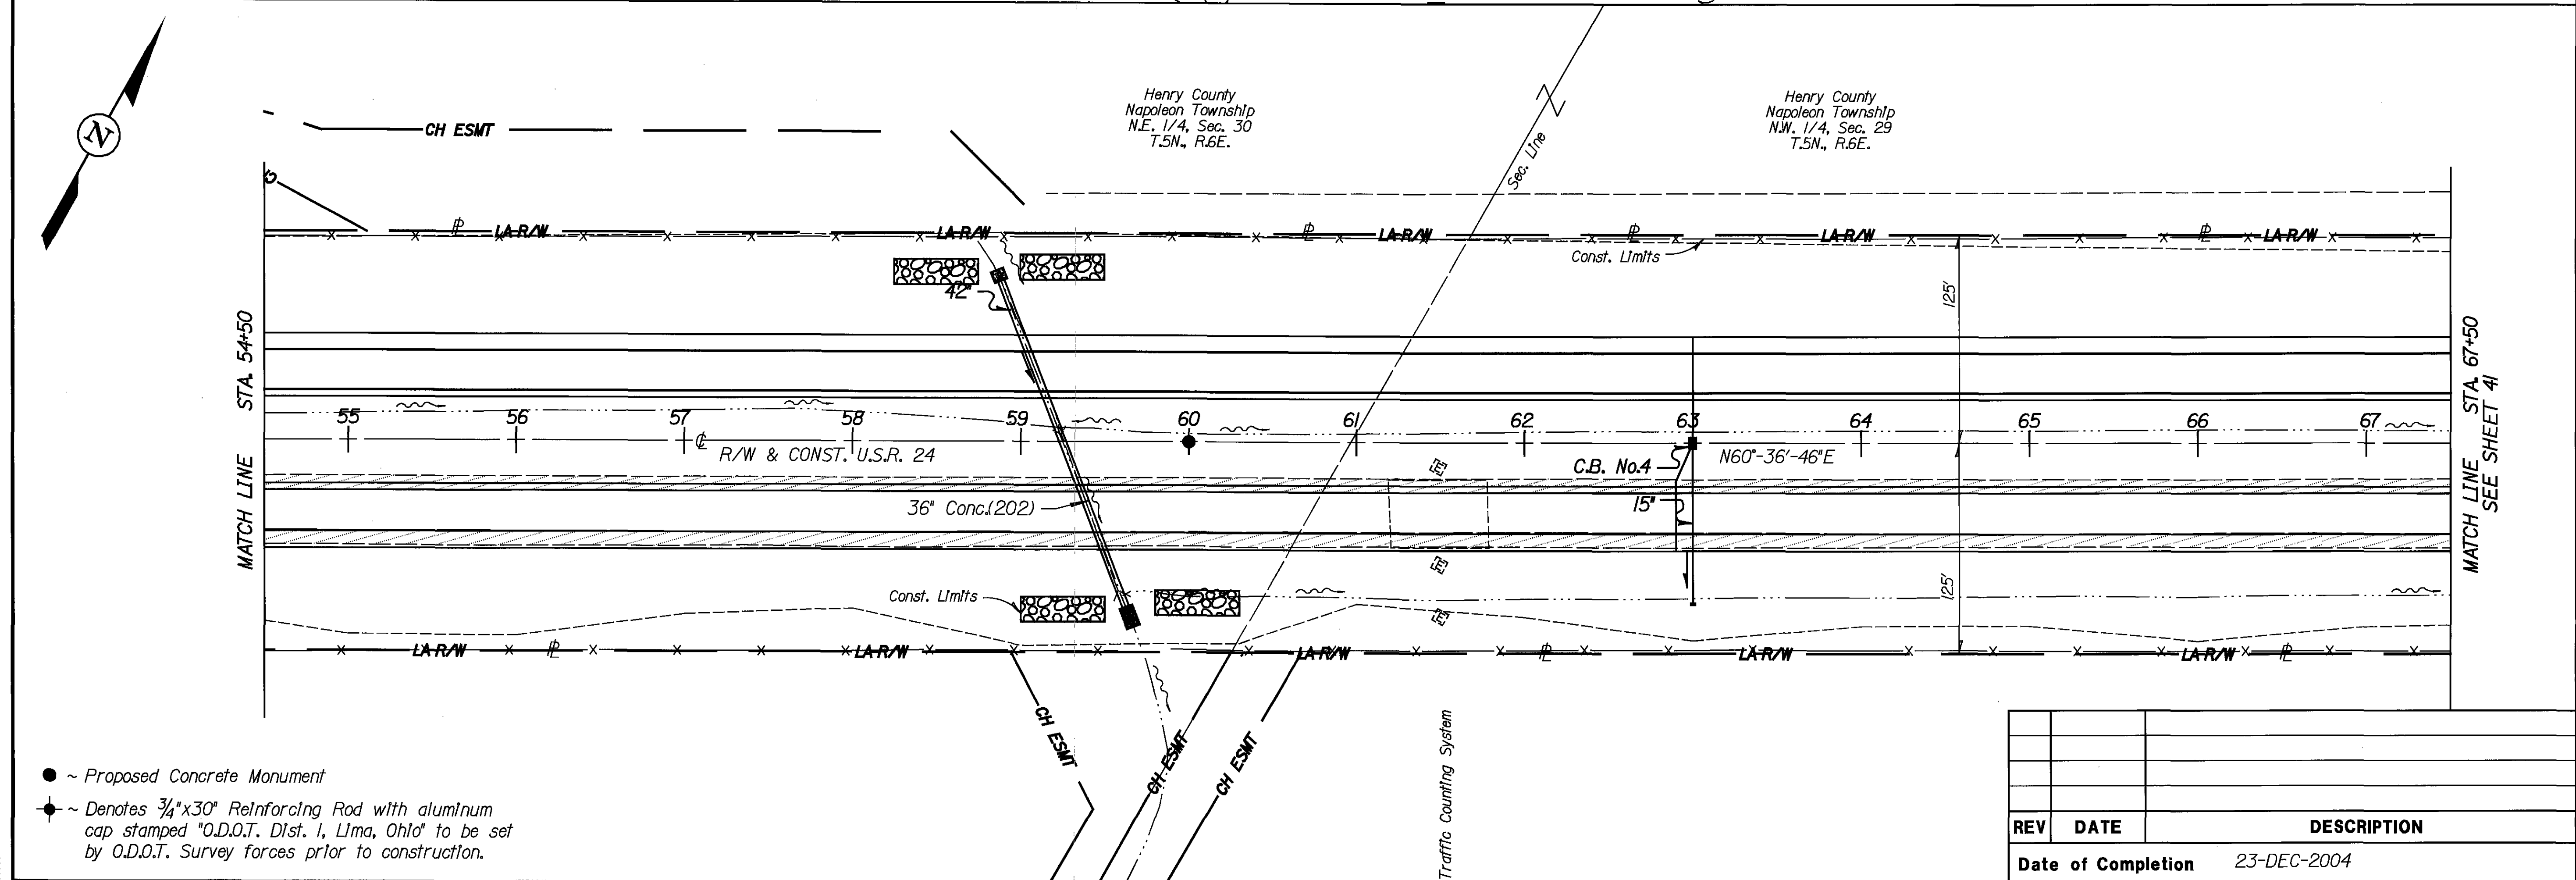 N
CH ESMT
Henry County
Napoleon Township
N.E. 1/4, Sec. 30
T.5N., R.6E.
Sec. Line
Henry County
Napoleon Township
N.W. 1/4, Sec. 29
T.5N., R.6E.
LA R/W
LA R/W
LA R/W
LA R/W
LA R/W
Const. Limits
42"
125'
MATCH LINE STA. 54+50
55 56 57 58 59 60 61 62 63 64 65 66 67
R/W & CONST. U.S.R. 24
C.B. No.4
N60°-36'-46"E
15"
36" Conc.(202)
Const. Limits
125'
MATCH LINE STA. 67+50
SEE SHEET 41
LA R/W
LA R/W
LA R/W
LA R/W
LA R/W
CH ESMT
CH ESMT
CH ESMT
Traffic Counting System
~ Proposed Concrete Monument
~ Denotes ¾"x30" Reinforcing Rod with aluminum
cap stamped "O.D.O.T. Dist. 1, Lima, Ohio" to be set
by O.D.O.T. Survey forces prior to construction.
REV DATE DESCRIPTION
Date of Completion 23-DEC-2004